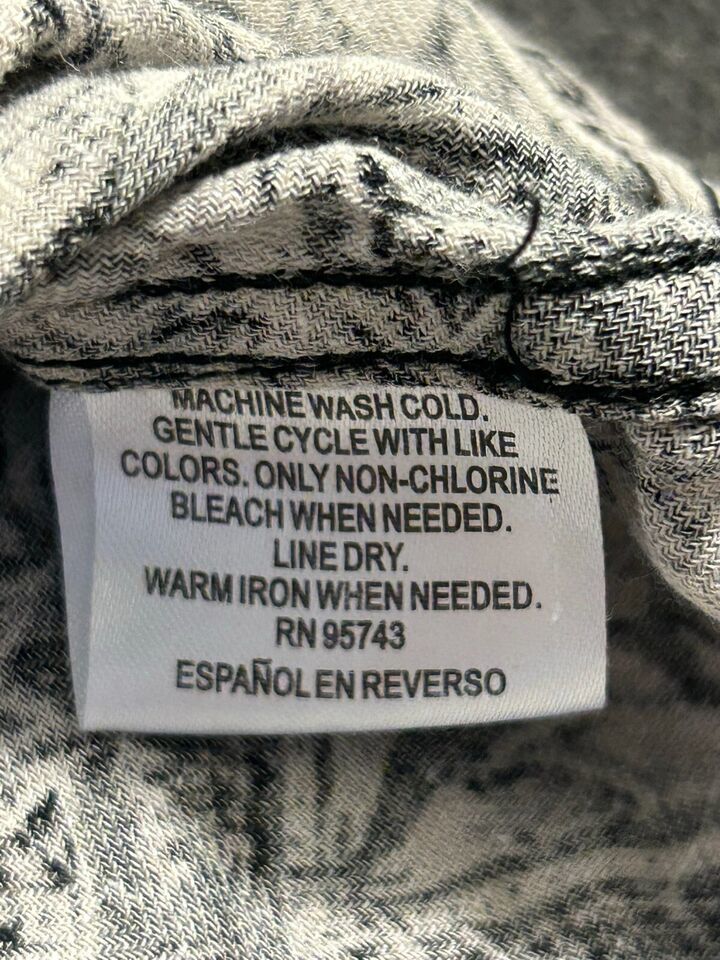 MACHINE WASH COLD.
GENTLE CYCLE WITH LIKE
COLORS. ONLY NON-CHLORINE
BLEACH WHEN NEEDED.
LINE DRY.
WARM IRON WHEN NEEDED.
RN 95743
ESPAÑOL EN REVERSO